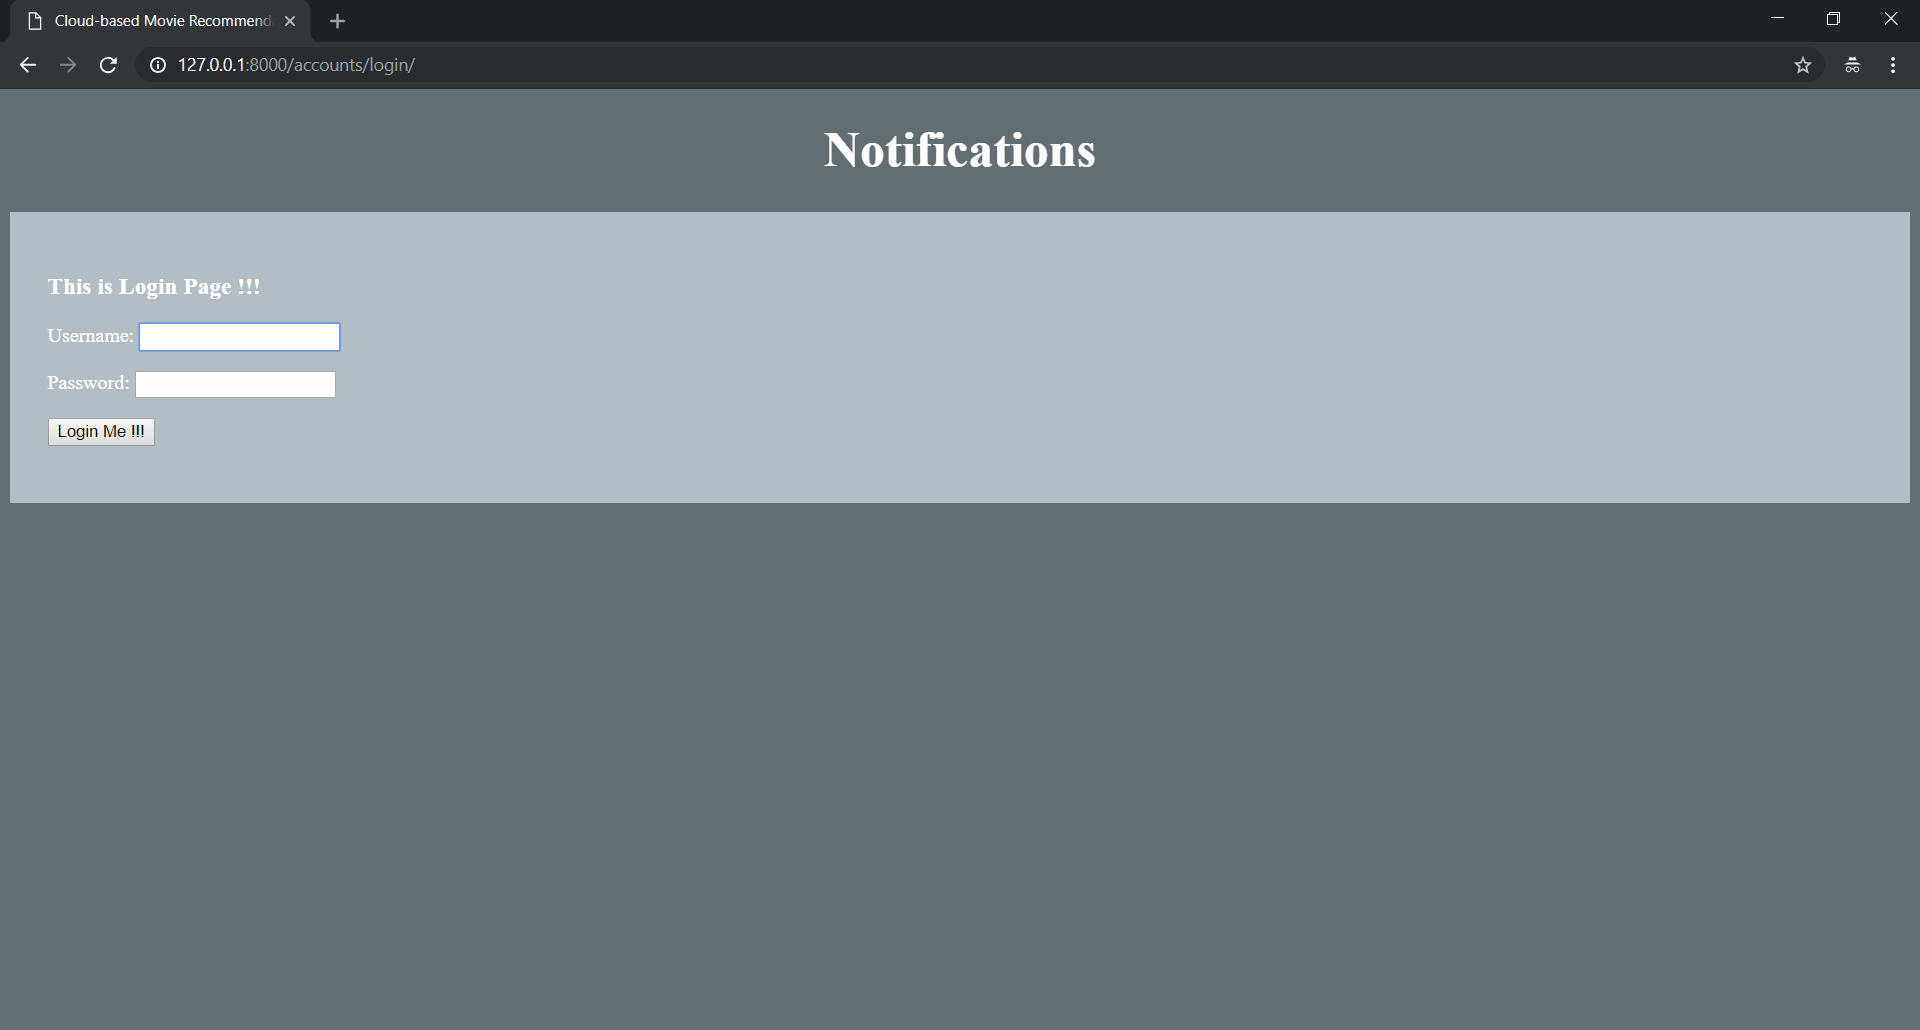 Cloud-based Movie Recommend
127.0.0.1:8000/accounts/login/
Notifications
This is Login Page !!!
Username:
Password:
Login Me !!!